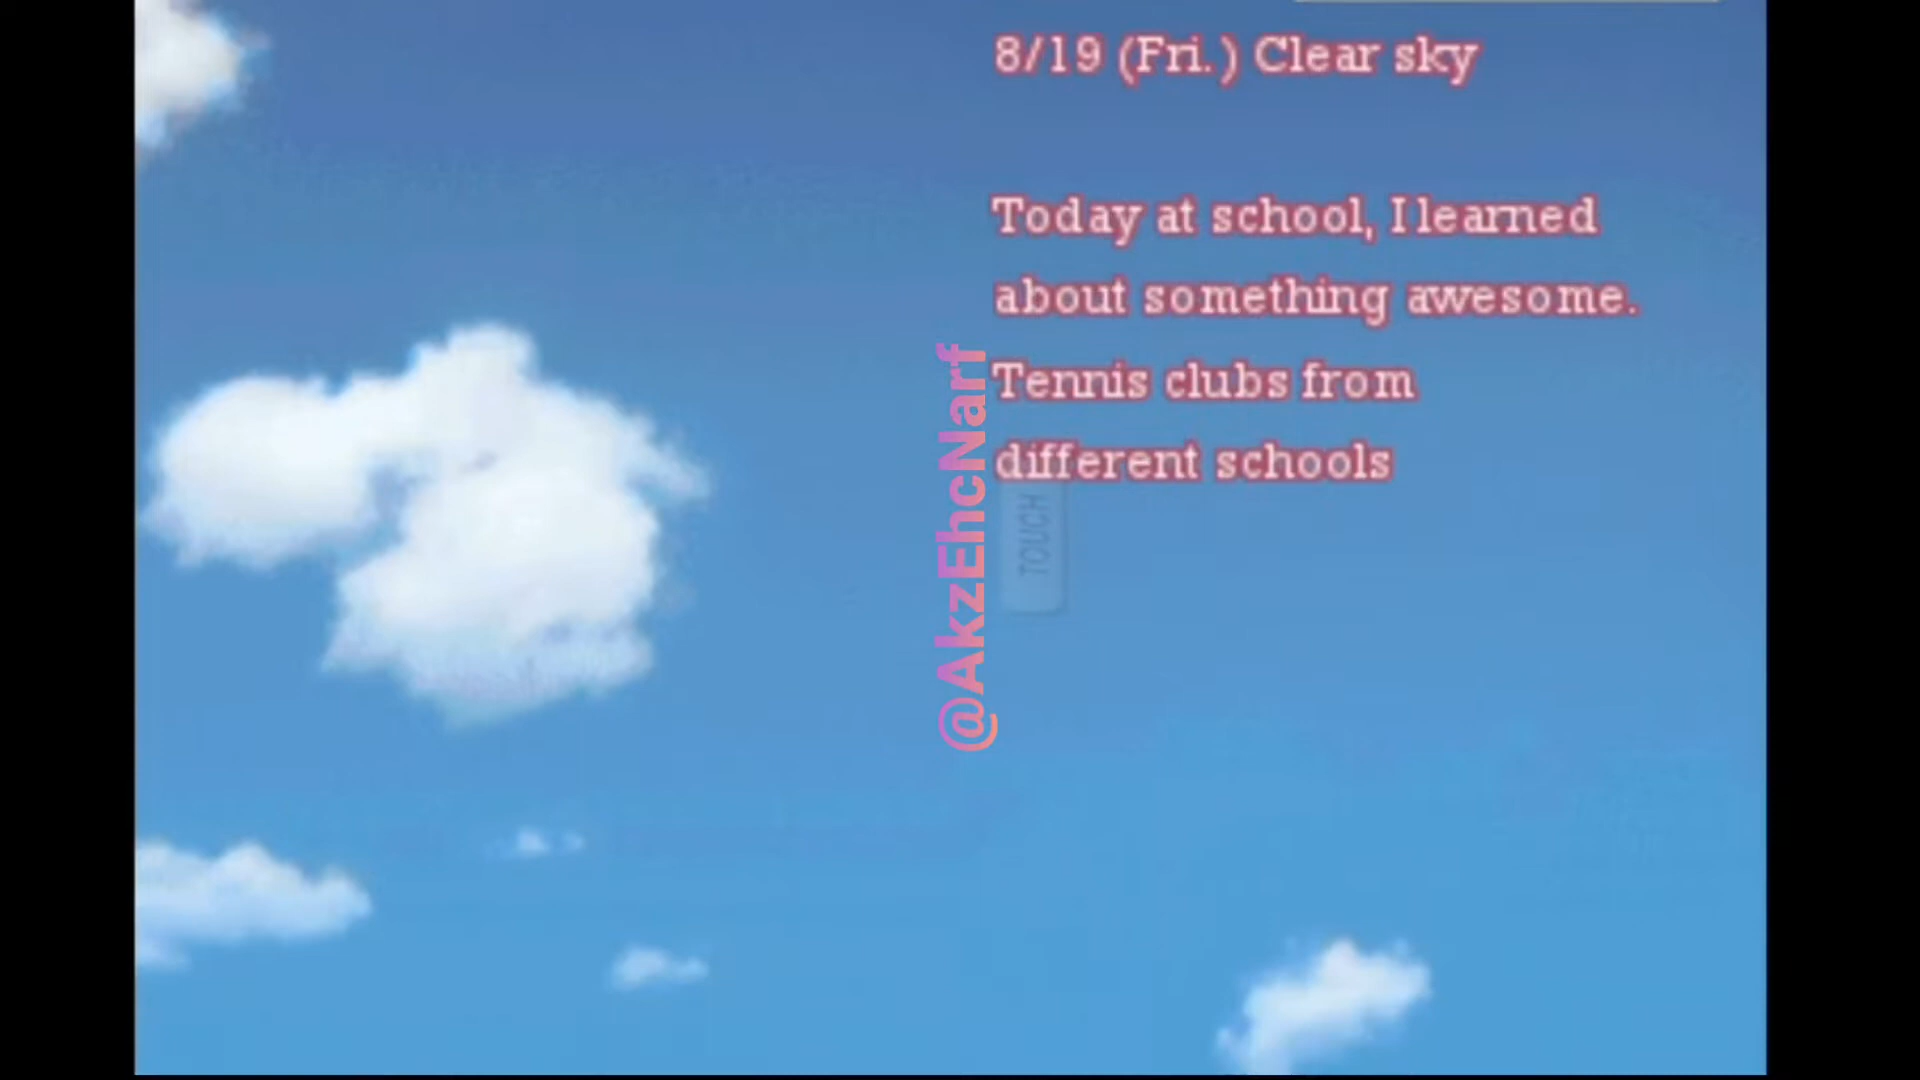 8/19 (Fri.) Clear sky
Today at school, I learned
about something awesome.
Tennis clubs from
different schools
TOUCH
@AkzEhcNarf